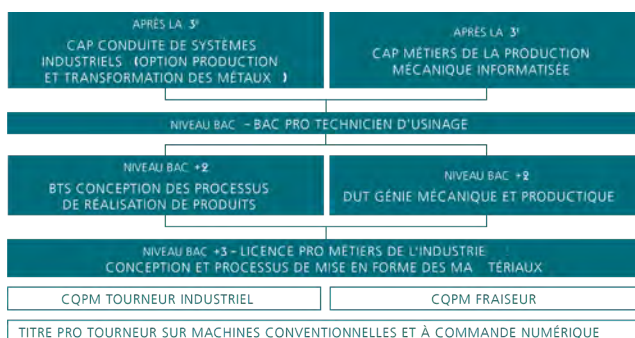 APRÈS LA 3e
CAP CONDUITE DE SYSTÈMES
INDUSTRIELS (OPTION PRODUCTION
ET TRANSFORMATION DES MÉTAUX )
APRÈS LA 3e
CAP MÉTIERS DE LA PRODUCTION
MÉCANIQUE INFORMATISÉE
NIVEAU BAC - BAC PRO TECHNICIEN D'USINAGE
NIVEAU BAC +2
BTS CONCEPTION DES PROCESSUS
DE RÉALISATION DE PRODUITS
NIVEAU BAC +2
DUT GÉNIE MÉCANIQUE ET PRODUCTIQUE
NIVEAU BAC +3 - LICENCE PRO MÉTIERS DE L'INDUSTRIE
CONCEPTION ET PROCESSUS DE MISE EN FORME DES MA TÉRIAUX
CQPM TOURNEUR INDUSTRIEL
CQPM FRAISEUR
TITRE PRO TOURNEUR SUR MACHINES CONVENTIONNELLES ET À COMMANDE NUMÉRIQUE